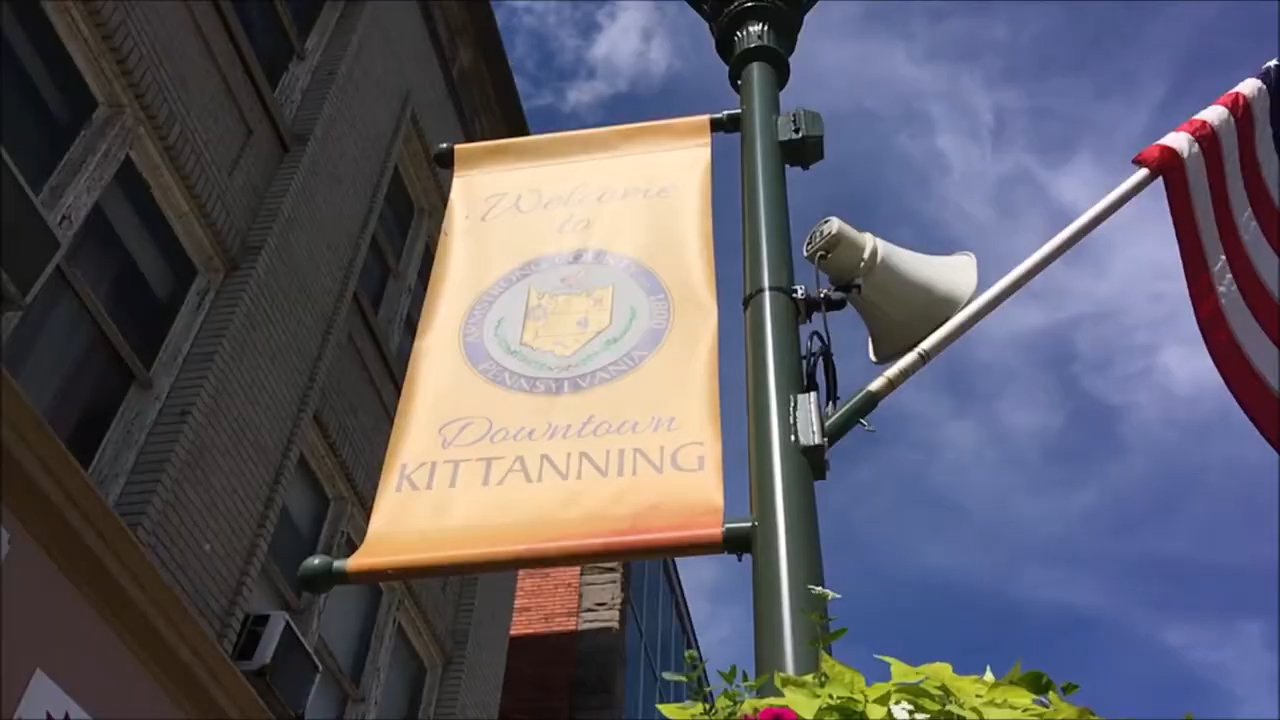 Welcome
to
ARMSTRONG COUNTY
1800
PENNSYLVANIA
Downtown
KITTANNING